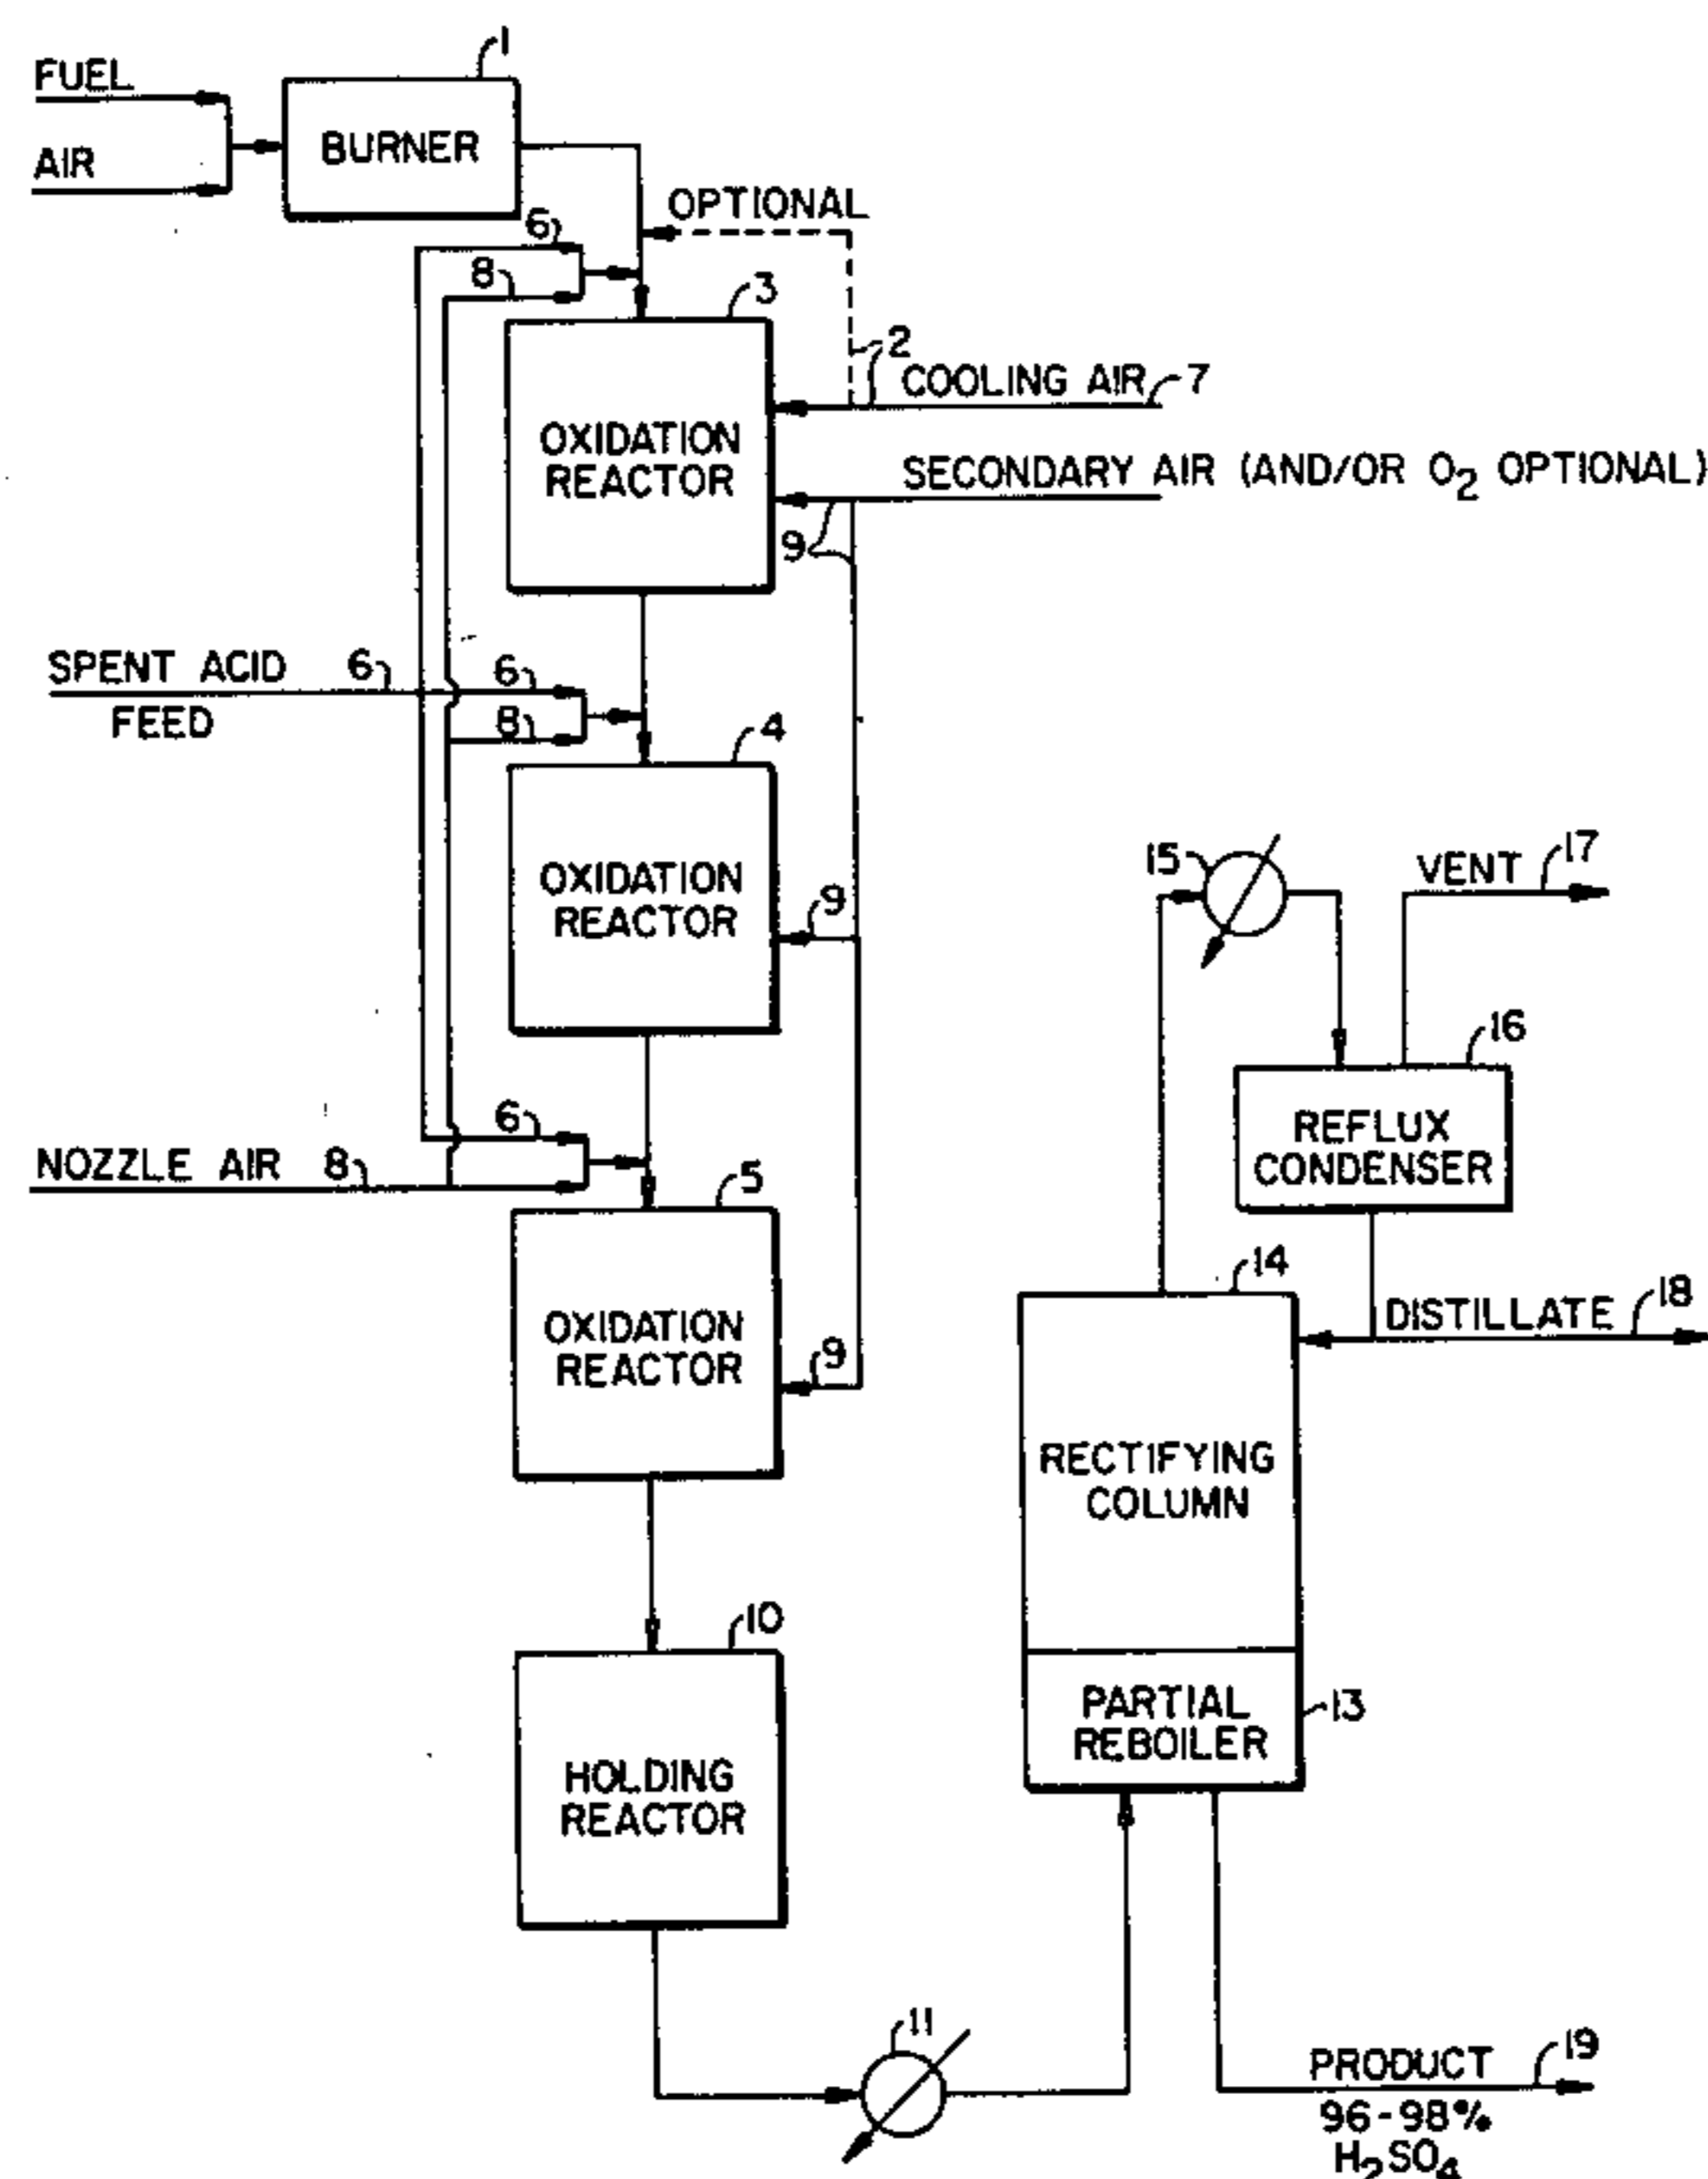 1
FUEL
BURNER
AIR
OPTIONAL
6
8
3
2
COOLING AIR 7
OXIDATION
REACTOR
SECONDARY AIR (AND/OR O2 OPTIONAL)
9
SPENT ACID 6 6
FEED
8
4
OXIDATION
REACTOR
9
15
VENT 17
16
REFLUX
CONDENSER
6
NOZZLE AIR 8
5
14
DISTILLATE 18
OXIDATION
REACTOR
9
RECTIFYING
COLUMN
10
PARTIAL
REBOILER
13
HOLDING
REACTOR
11
PRODUCT 19
96-98%
H2SO4